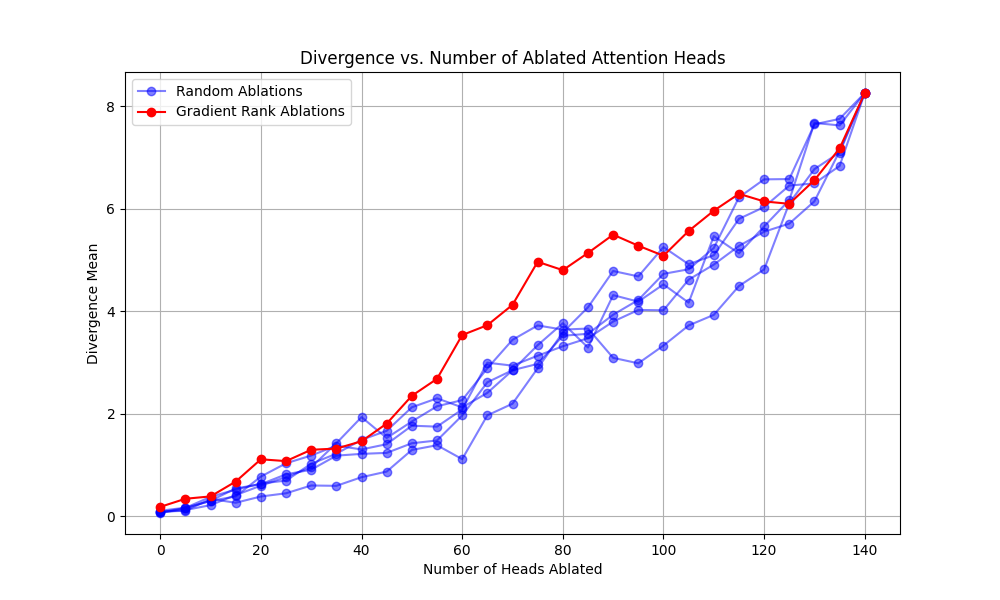 Divergence vs. Number of Ablated Attention Heads
Random Ablations
Gradient Rank Ablations
Divergence Mean
8
6
4
2
0
0 20 40 60 80 100 120 140
Number of Heads Ablated